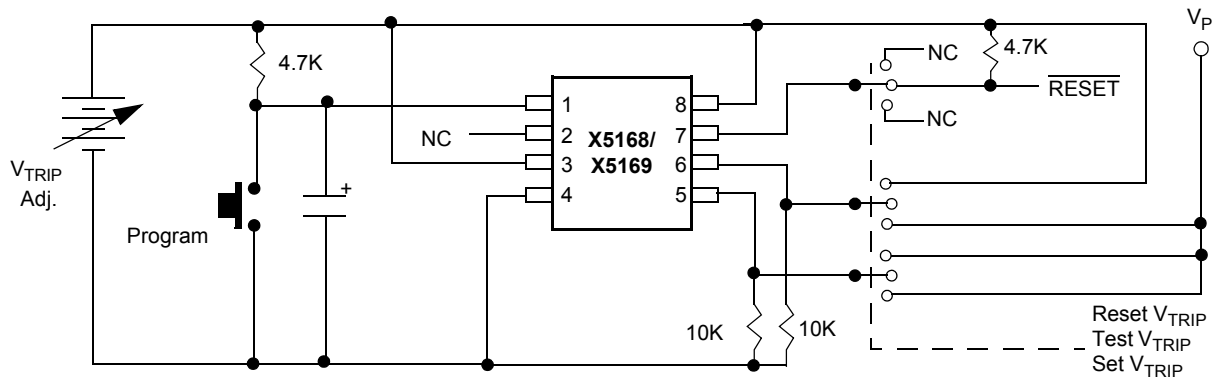 V_P
4.7K
NC
4.7K
RESET
NC
1 8
NC
2 7
X5168/
X5169
3 6
4 5
V_TRIP
Adj.
+
Program
10K
10K
Reset V_TRIP
Test V_TRIP
Set V_TRIP